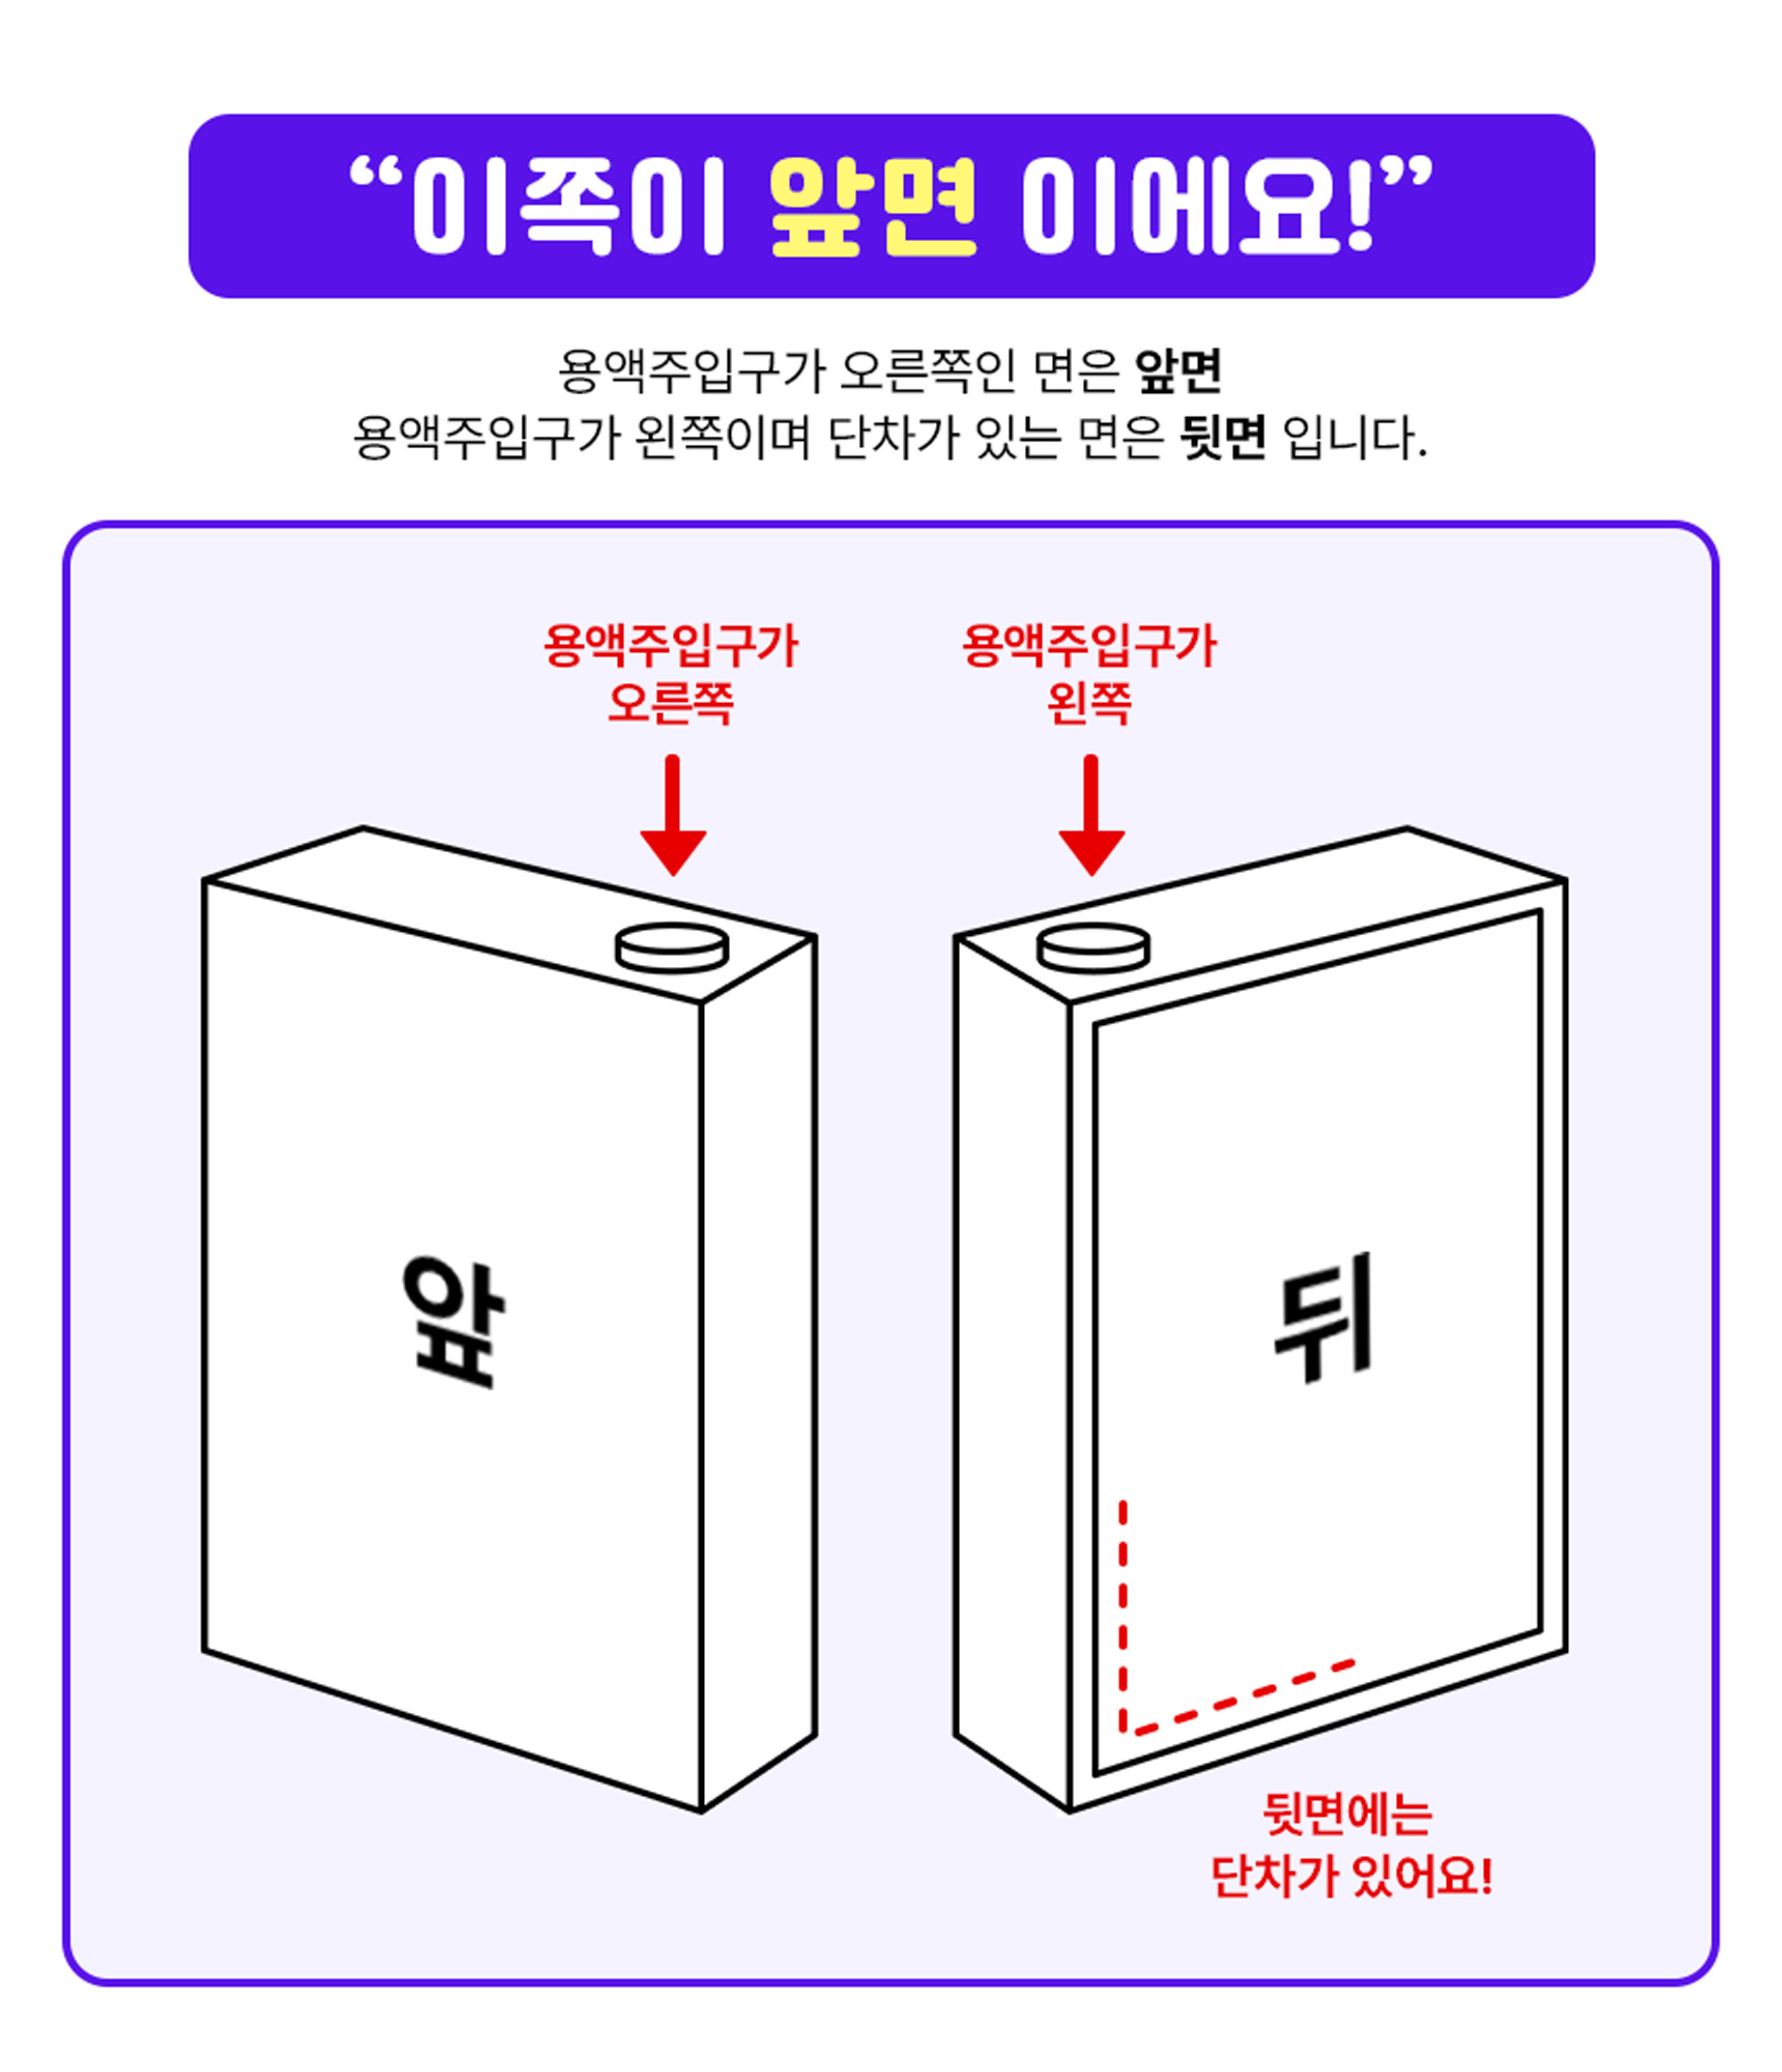 “이쪽이 앞면 이에요!”
용액주입구가 오른쪽인 면은 앞면
용액주입구가 왼쪽이며 단차가 있는 면은 뒷면 입니다.
용액주입구가
오른쪽
용액주입구가
왼쪽
앞
뒤
뒷면에는
단차가 있어요!